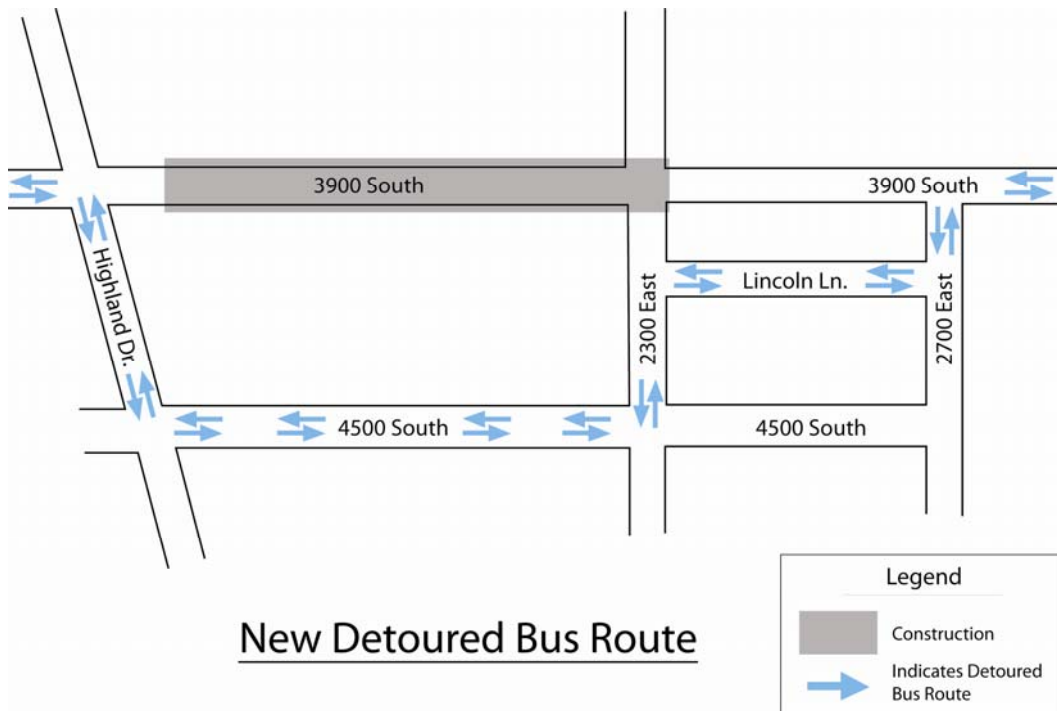 3900 South
3900 South
Highland Dr.
2300 East
Lincoln Ln.
2700 East
4500 South
4500 South
New Detoured Bus Route
Legend
Construction
Indicates Detoured
Bus Route